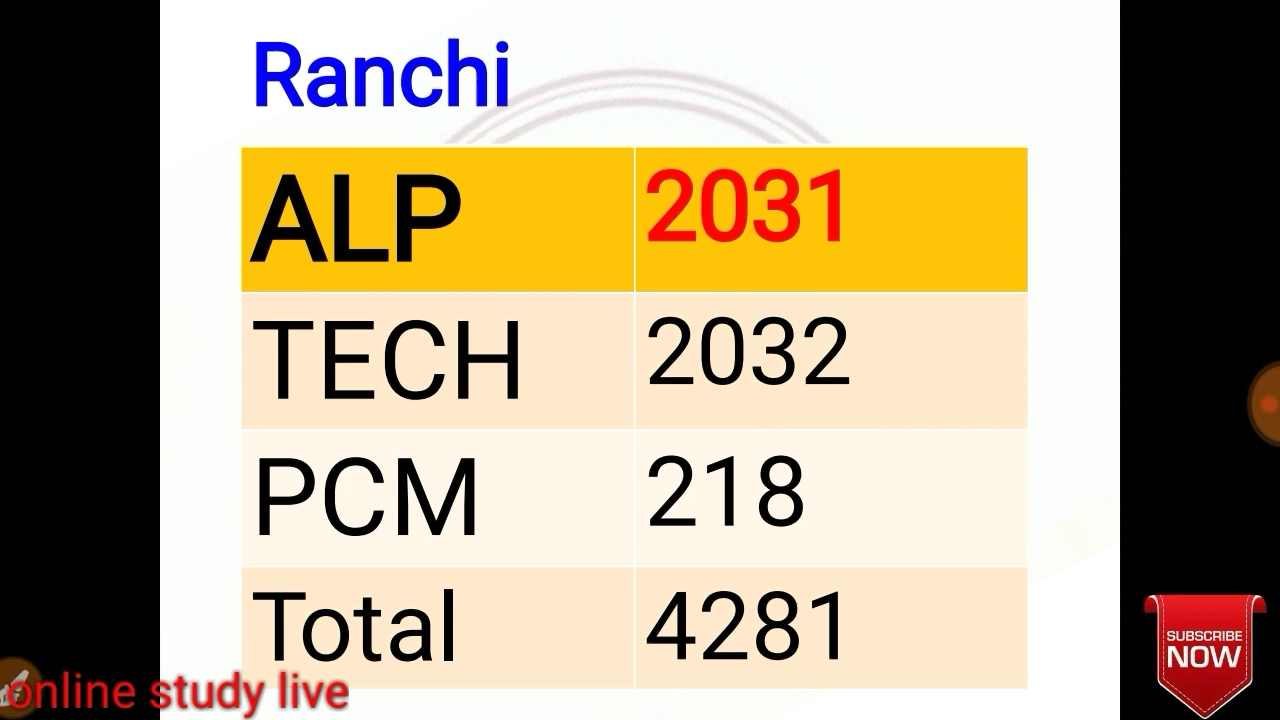 Ranchi
ALP 2031
TECH 2032
PCM 218
Total 4281
online study live
SUBSCRIBE
NOW